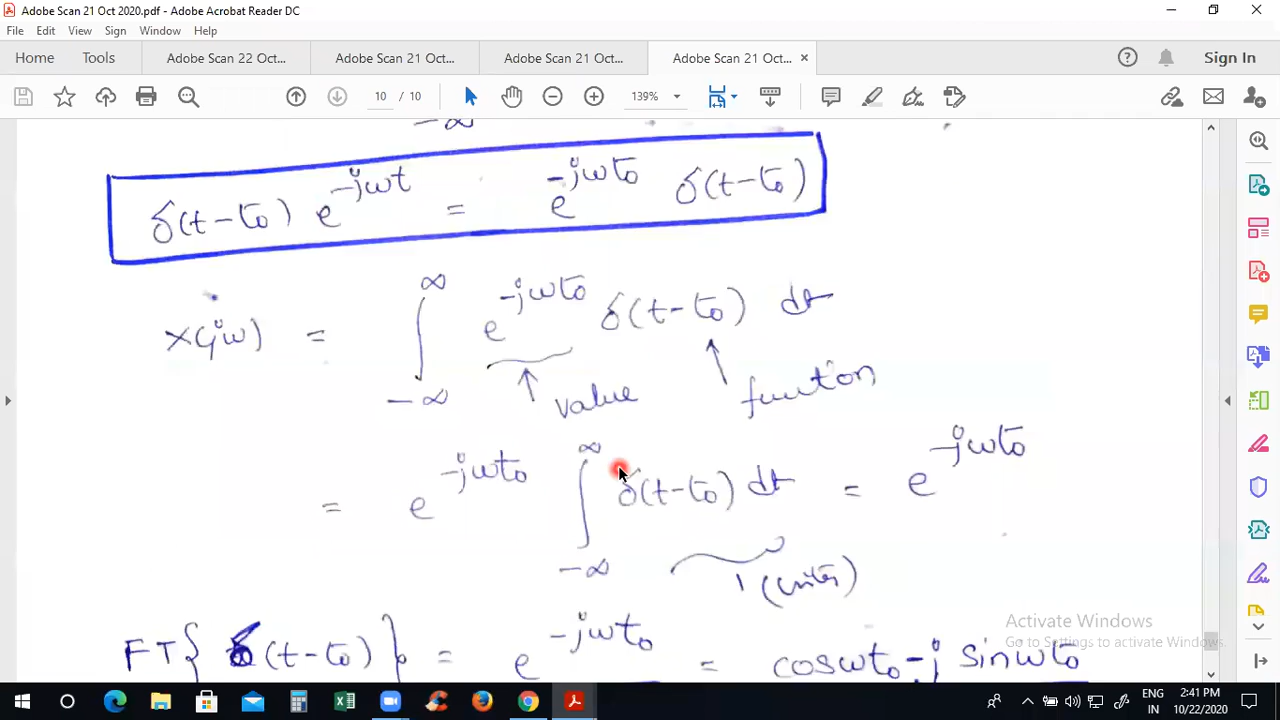 Adobe Scan 21 Oct 2020.pdf - Adobe Acrobat Reader DC
File Edit View Sign Window Help
Home Tools Adobe Scan 22 Oct... Adobe Scan 21 Oct... Adobe Scan 21 Oct... Adobe Scan 21 Oct... × Sign In
10 / 10 139%
-∞
δ(t-t₀) e^{-jωt} = e^{-jωt₀} δ(t-t₀)
X(jω) = ∫_{-∞}^{∞} e^{-jωt₀} δ(t-t₀) dt
value function
= e^{-jωt₀} ∫_{-∞}^{∞} δ(t-t₀) dt = e^{-jωt₀}
1
FT{δ(t-t₀)} = e^{-jωt₀} = cosωt₀ - j sinωt₀
Activate Windows
Go to Settings to activate Windows.
ENG
IN
2:41 PM
10/22/2020